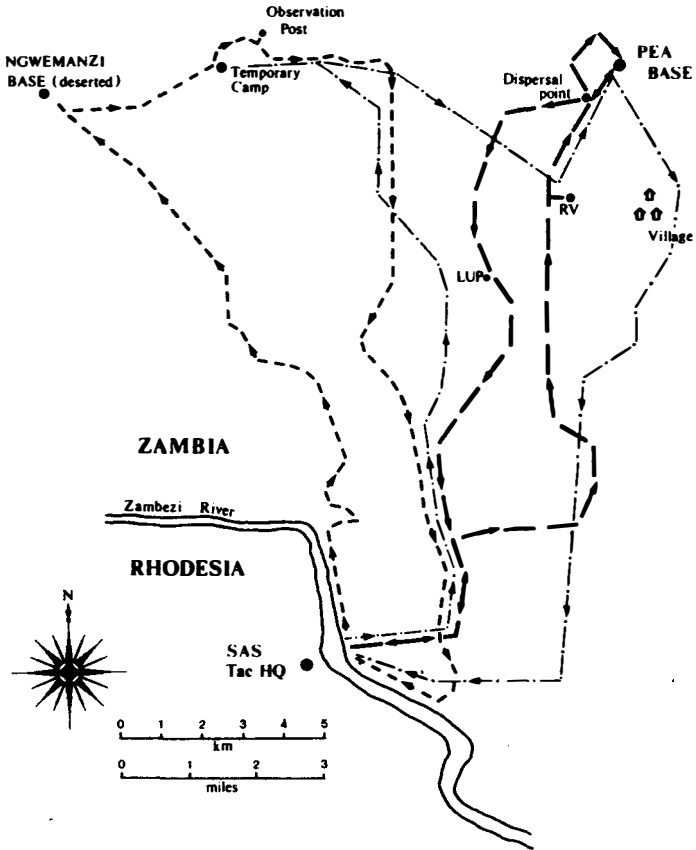 Observation
Post
NGWEMANZI
BASE (deserted)
Temporary
Camp
PEA
BASE
Dispersal
point
RV
Village
LUP
ZAMBIA
Zambezi River
RHODESIA
N
SAS
Tac HQ
0 1 2 3 4 5
km
0 1 2 3
miles